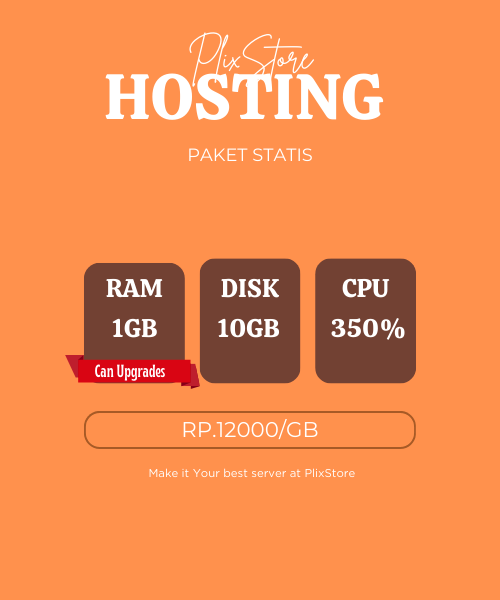 PlixStore
HOSTING
PAKET STATIS
RAM
1GB
Can Upgrades
DISK
10GB
CPU
350%
RP.12000/GB
Make it Your best server at PlixStore